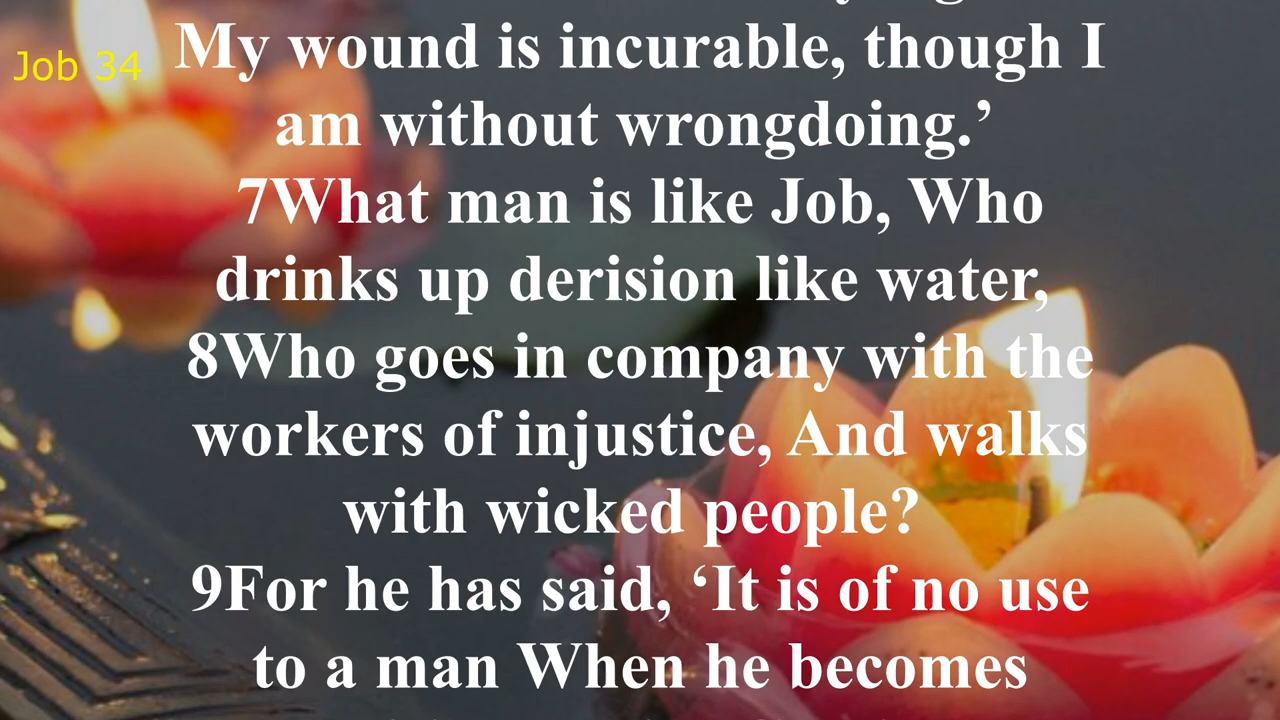 Job 34
My wound is incurable, though I
am without wrongdoing.’
7What man is like Job, Who
drinks up derision like water,
8Who goes in company with the
workers of injustice, And walks
with wicked people?
9For he has said, ‘It is of no use
to a man When he becomes